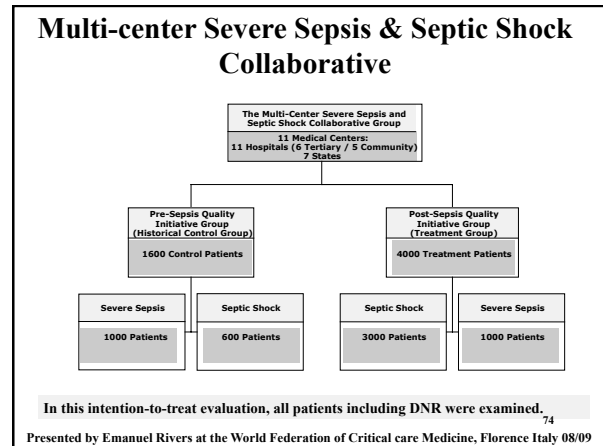 Multi-center Severe Sepsis & Septic Shock
Collaborative
The Multi-Center Severe Sepsis and
Septic Shock Collaborative Group
11 Medical Centers:
11 Hospitals (6 Tertiary / 5 Community)
7 States
Pre-Sepsis Quality
Initiative Group
(Historical Control Group)
1600 Control Patients
Post-Sepsis Quality
Initiative Group
(Treatment Group)
4000 Treatment Patients
Severe Sepsis
1000 Patients
Septic Shock
600 Patients
Septic Shock
3000 Patients
Severe Sepsis
1000 Patients
In this intention-to-treat evaluation, all patients including DNR were examined.
74
Presented by Emanuel Rivers at the World Federation of Critical care Medicine, Florence Italy 08/09